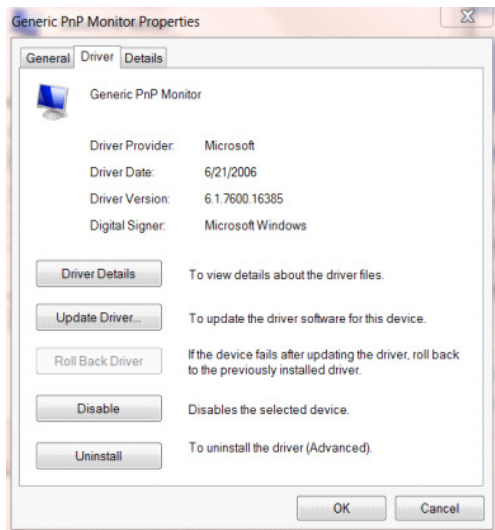 Generic PnP Monitor Properties
General Driver Details
Generic PnP Monitor
Driver Provider: Microsoft
Driver Date: 6/21/2006
Driver Version: 6.1.7600.16385
Digital Signer: Microsoft Windows
Driver Details To view details about the driver files.
Update Driver... To update the driver software for this device.
Roll Back Driver If the device fails after updating the driver, roll back
to the previously installed driver.
Disable Disables the selected device.
Uninstall To uninstall the driver (Advanced).
OK Cancel